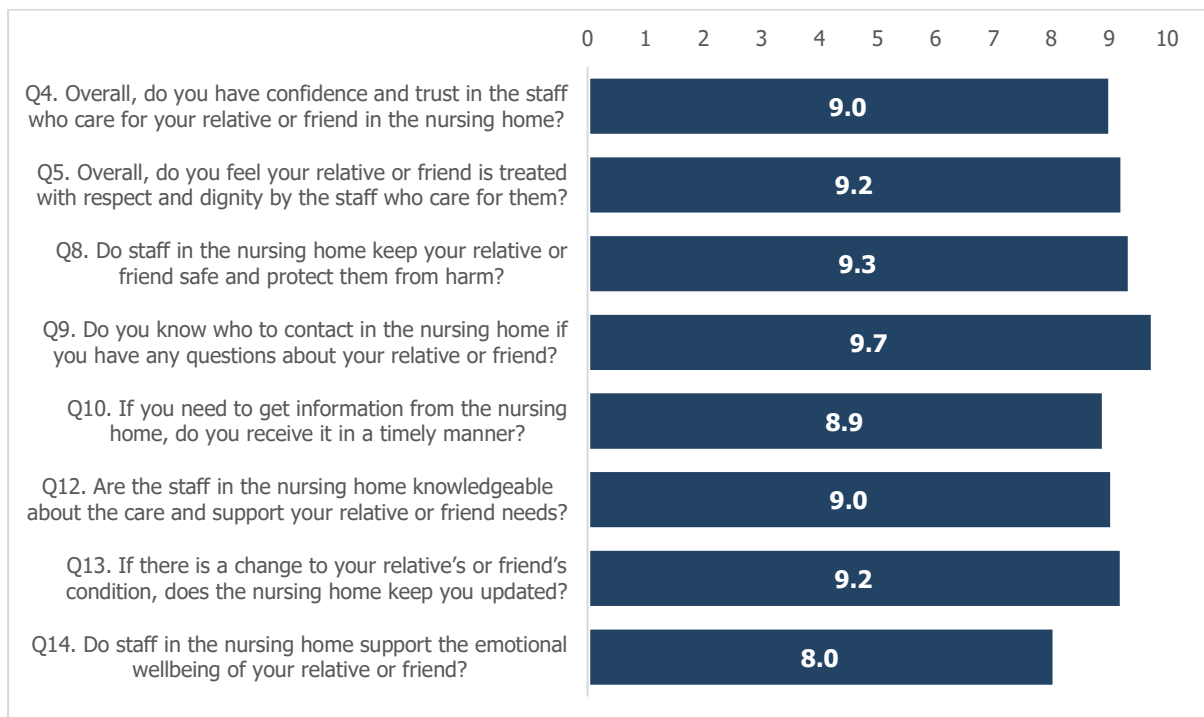 0 1 2 3 4 5 6 7 8 9 10
Q4. Overall, do you have confidence and trust in the staff
who care for your relative or friend in the nursing home?
9.0
Q5. Overall, do you feel your relative or friend is treated
with respect and dignity by the staff who care for them?
9.2
Q8. Do staff in the nursing home keep your relative or
friend safe and protect them from harm?
9.3
Q9. Do you know who to contact in the nursing home if
you have any questions about your relative or friend?
9.7
Q10. If you need to get information from the nursing
home, do you receive it in a timely manner?
8.9
Q12. Are the staff in the nursing home knowledgeable
about the care and support your relative or friend needs?
9.0
Q13. If there is a change to your relative’s or friend’s
condition, does the nursing home keep you updated?
9.2
Q14. Do staff in the nursing home support the emotional
wellbeing of your relative or friend?
8.0